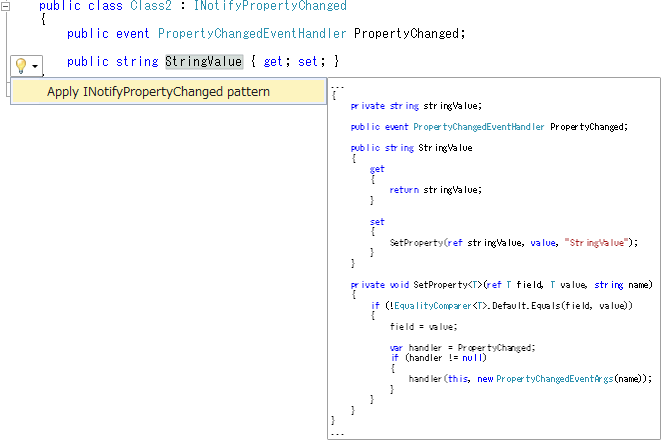 public class Class2 : INotifyPropertyChanged
{
public event PropertyChangedEventHandler PropertyChanged;
public string StringValue { get; set; }
Apply INotifyPropertyChanged pattern
...
{
private string stringValue;
public event PropertyChangedEventHandler PropertyChanged;
public string StringValue
{
get
{
return stringValue;
}
set
{
SetProperty(ref stringValue, value, "StringValue");
}
}
private void SetProperty<T>(ref T field, T value, string name)
{
if (!EqualityComparer<T>.Default.Equals(field, value))
{
field = value;
var handler = PropertyChanged;
if (handler != null)
{
handler(this, new PropertyChangedEventArgs(name));
}
}
}
}
...